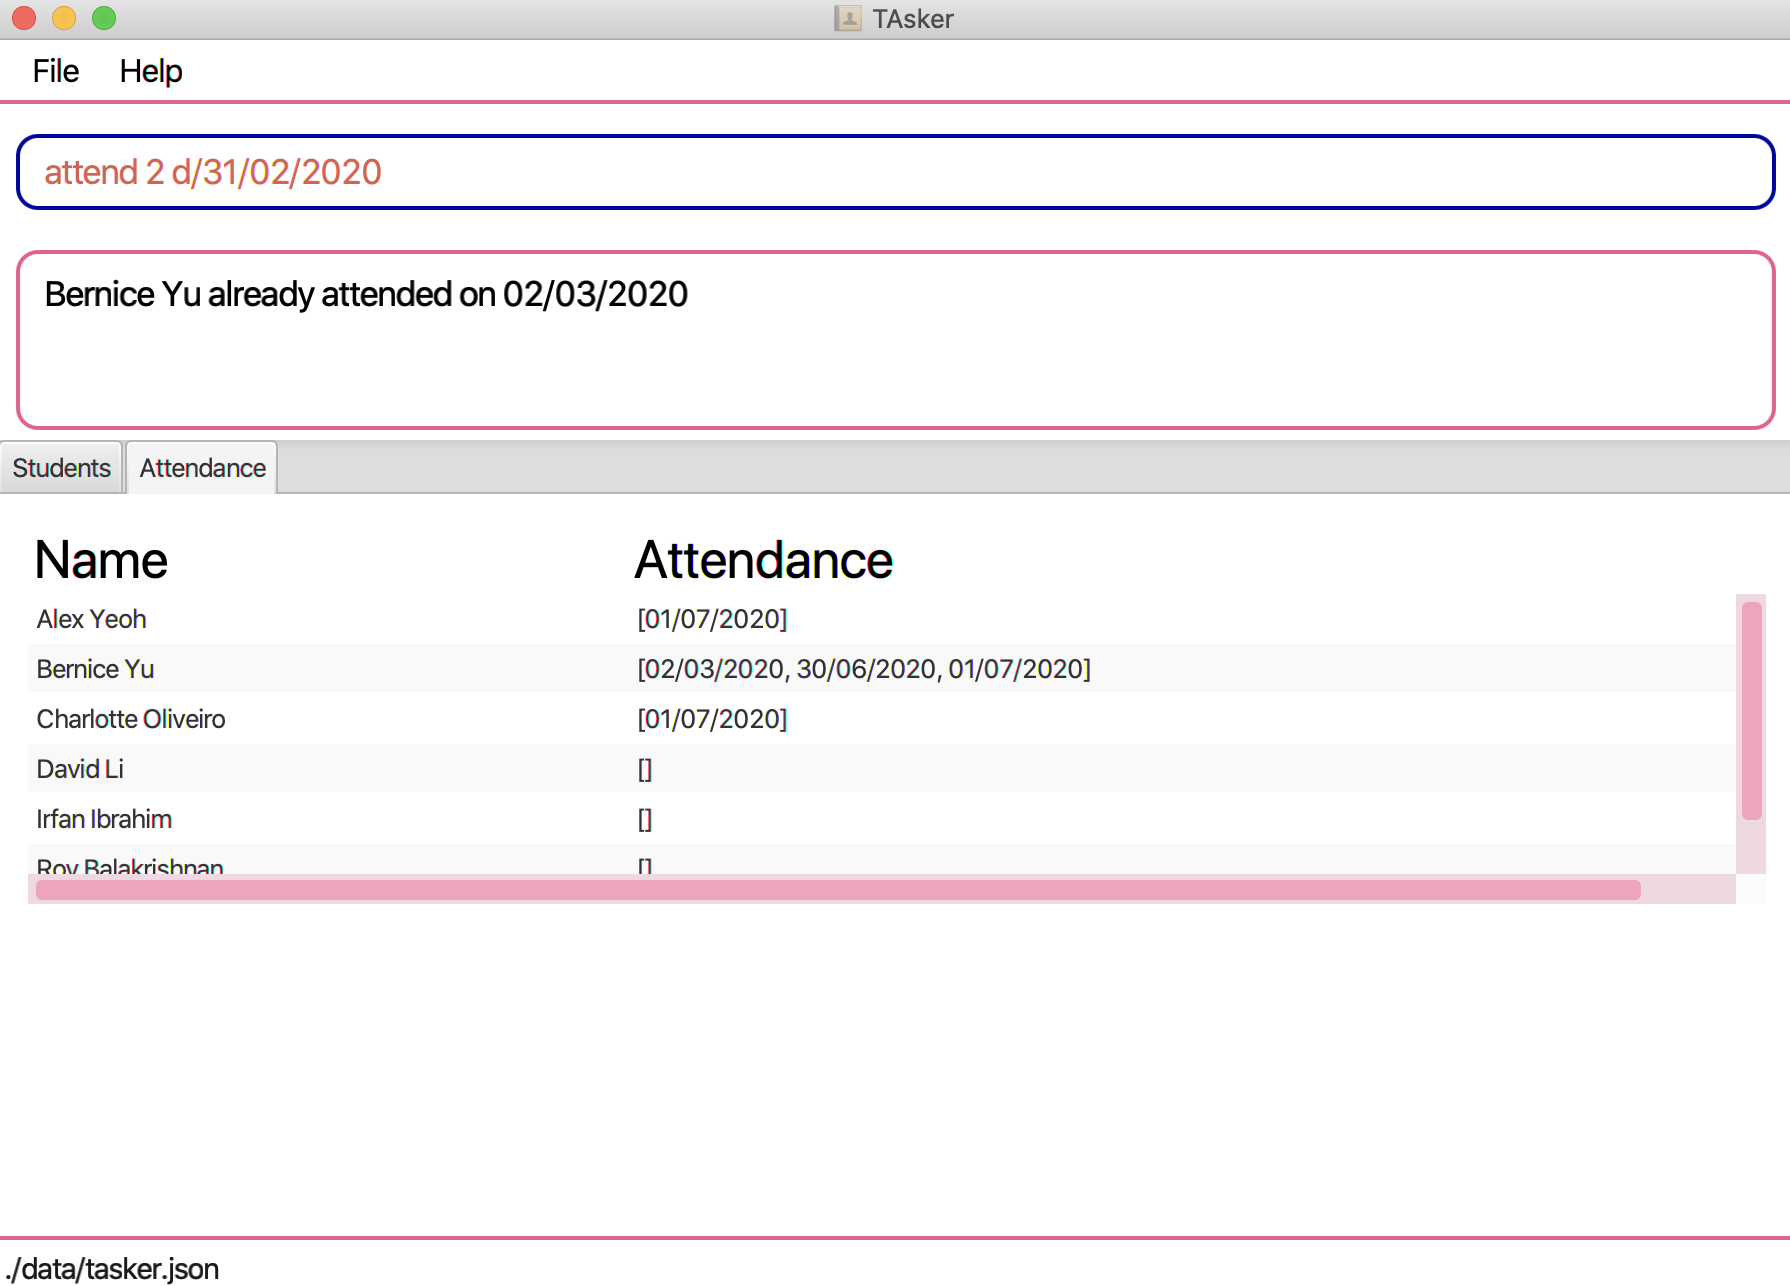 TAsker
File Help
attend 2 d/31/02/2020
Bernice Yu already attended on 02/03/2020
Students Attendance
Name Attendance
Alex Yeoh [01/07/2020]
Bernice Yu [02/03/2020, 30/06/2020, 01/07/2020]
Charlotte Oliveiro [01/07/2020]
David Li []
Irfan Ibrahim []
Roy Balakrishnan []
./data/tasker.json